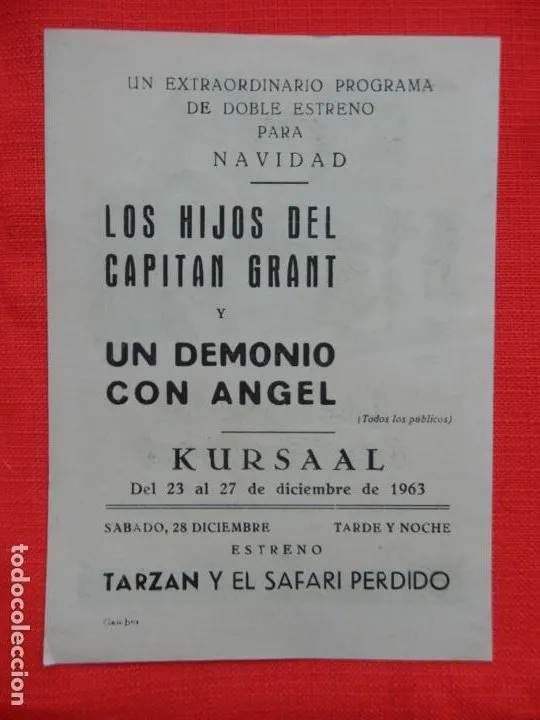 UN EXTRAORDINARIO PROGRAMA
DE DOBLE ESTRENO
PARA
NAVIDAD
LOS HIJOS DEL
CAPITAN GRANT
Y
UN DEMONIO
CON ANGEL
(Todos los públicos)
KURSAAL
Del 23 al 27 de diciembre de 1963
SABADO, 28 DICIEMBRE TARDE Y NOCHE
ESTRENO
TARZAN Y EL SAFARI PERDIDO
todocoleccion